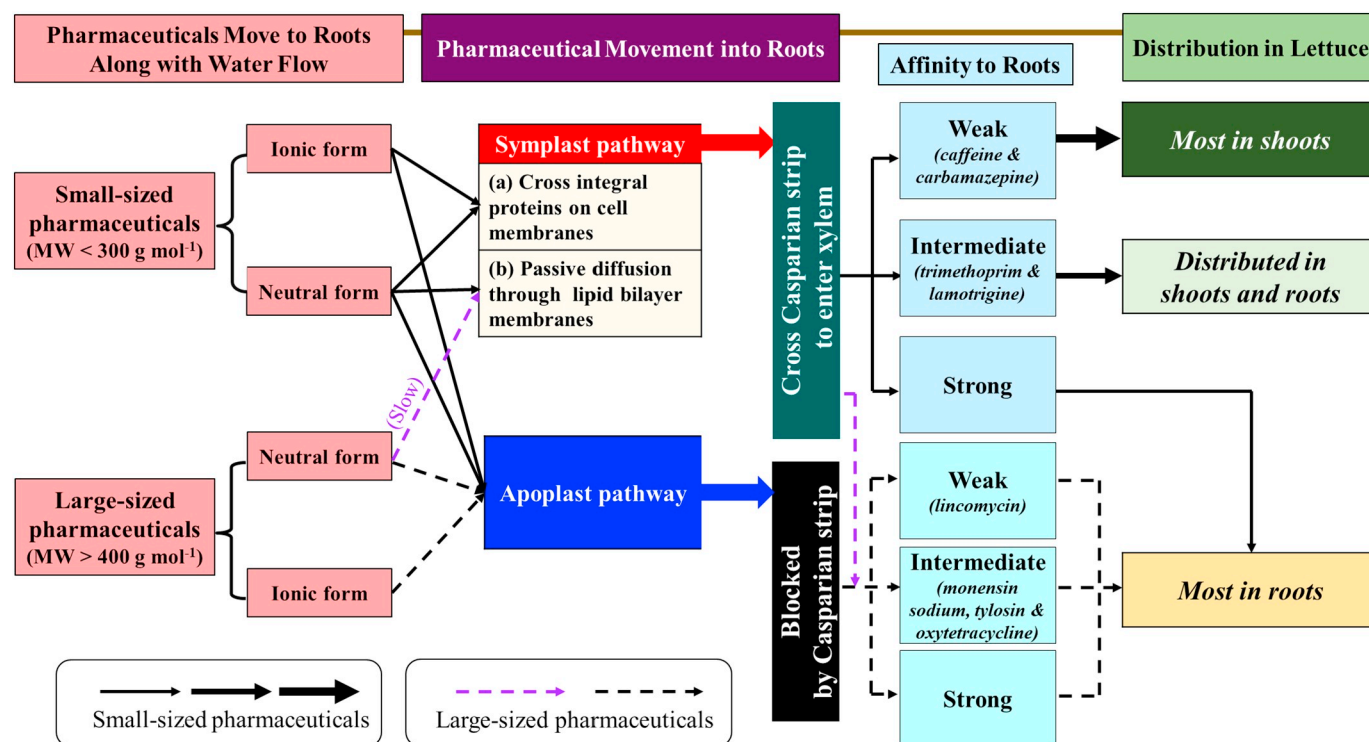 Pharmaceuticals Move to Roots
Along with Water Flow
Pharmaceutical Movement into Roots
Affinity to Roots
Distribution in Lettuce
Small-sized
pharmaceuticals
(MW < 300 g mol⁻¹)
Ionic form
Neutral form
Large-sized
pharmaceuticals
(MW > 400 g mol⁻¹)
Neutral form
Ionic form
(Slow)
Symplast pathway
(a) Cross integral
proteins on cell
membranes
(b) Passive diffusion
through lipid bilayer
membranes
Apoplast pathway
Cross Casparian strip
to enter xylem
Blocked
by Casparian strip
Weak
(caffeine &
carbamazepine)
Intermediate
(trimethoprim &
lamotrigine)
Strong
Weak
(lincomycin)
Intermediate
(monensin
sodium, tylosin &
oxytetracycline)
Strong
Most in shoots
Distributed in
shoots and roots
Most in roots
Small-sized pharmaceuticals
Large-sized pharmaceuticals